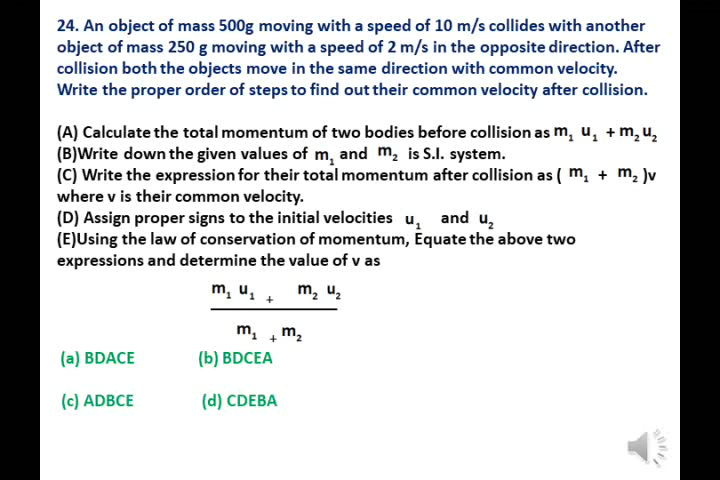 24. An object of mass 500g moving with a speed of 10 m/s collides with another
object of mass 250 g moving with a speed of 2 m/s in the opposite direction. After
collision both the objects move in the same direction with common velocity.
Write the proper order of steps to find out their common velocity after collision.
(A) Calculate the total momentum of two bodies before collision as m₁ u₁ + m₂u₂
(B)Write down the given values of m₁ and m₂ is S.I. system.
(C) Write the expression for their total momentum after collision as ( m₁ + m₂ )v
where v is their common velocity.
(D) Assign proper signs to the initial velocities u₁ and u₂
(E)Using the law of conservation of momentum, Equate the above two
expressions and determine the value of v as
m₁ u₁ + m₂ u₂
m₁ + m₂
(a) BDACE (b) BDCEA
(c) ADBCE (d) CDEBA